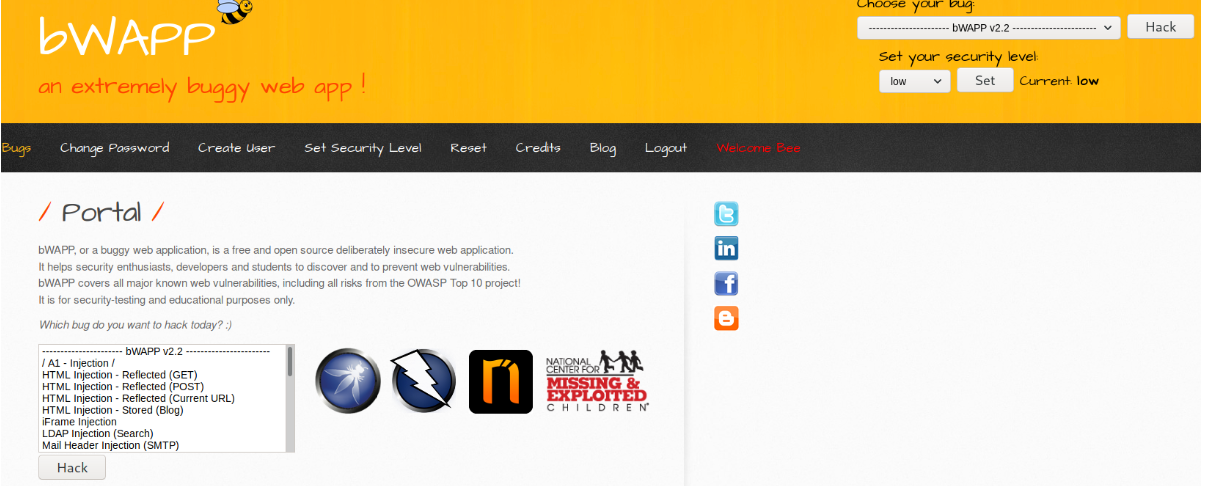 Choose your bug:
bWAPP
---------------------- bWAPP v2.2 -----------------------
Hack
Set your security level:
an extremely buggy web app !
low
Set
Current: low
Bugs
Change Password
Create User
Set Security Level
Reset
Credits
Blog
Logout
Welcome Bee
/ Portal /
bWAPP, or a buggy web application, is a free and open source deliberately insecure web application.
It helps security enthusiasts, developers and students to discover and to prevent web vulnerabilities.
bWAPP covers all major known web vulnerabilities, including all risks from the OWASP Top 10 project!
It is for security-testing and educational purposes only.
Which bug do you want to hack today? ;)
---------------------- bWAPP v2.2 -----------------------
/ A1 - Injection /
HTML Injection - Reflected (GET)
HTML Injection - Reflected (POST)
HTML Injection - Reflected (Current URL)
HTML Injection - Stored (Blog)
iFrame Injection
LDAP Injection (Search)
Mail Header Injection (SMTP)
Hack
NATIONAL
CENTER FOR
MISSING &
EXPLOITED
CHILDREN
in